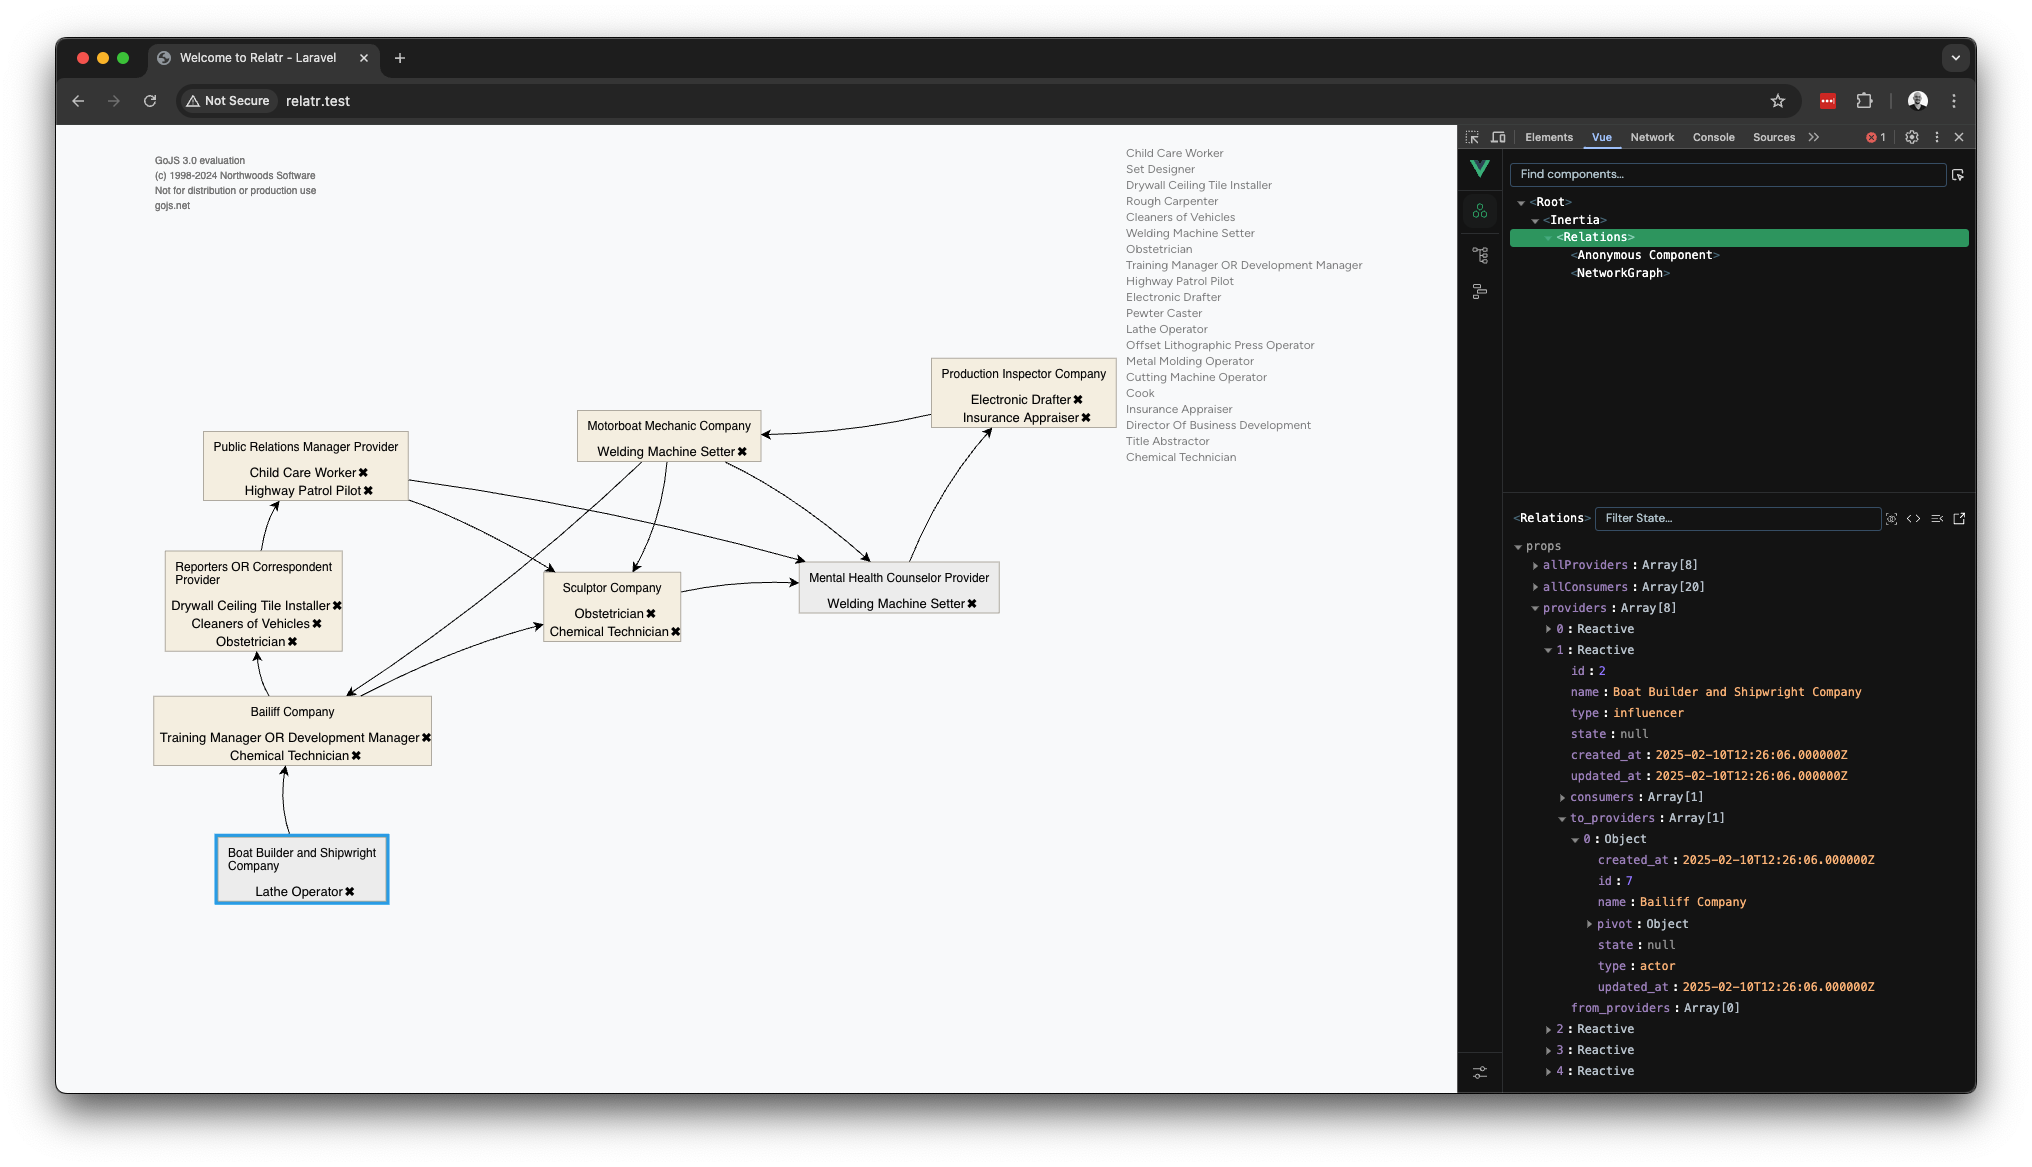 Welcome to Relatr - Laravel
Not Secure
relatr.test
GoJS 3.0 evaluation
(c) 1998-2024 Northwoods Software
Not for distribution or production use
gojs.net
Child Care Worker
Set Designer
Drywall Ceiling Tile Installer
Rough Carpenter
Cleaners of Vehicles
Welding Machine Setter
Obstetrician
Training Manager OR Development Manager
Highway Patrol Pilot
Electronic Drafter
Pewter Caster
Lathe Operator
Offset Lithographic Press Operator
Metal Molding Operator
Cutting Machine Operator
Cook
Insurance Appraiser
Director Of Business Development
Title Abstractor
Chemical Technician
Production Inspector Company
Electronic Drafter✖
Insurance Appraiser✖
Motorboat Mechanic Company
Welding Machine Setter✖
Public Relations Manager Provider
Child Care Worker✖
Highway Patrol Pilot✖
Reporters OR Correspondent
Provider
Drywall Ceiling Tile Installer✖
Cleaners of Vehicles✖
Obstetrician✖
Sculptor Company
Obstetrician✖
Chemical Technician✖
Mental Health Counselor Provider
Welding Machine Setter✖
Bailiff Company
Training Manager OR Development Manager✖
Chemical Technician✖
Boat Builder and Shipwright
Company
Lathe Operator✖
Elements Vue Network Console Sources 1
Find components...
<Root>
<Inertia>
<Relations>
<Anonymous Component>
<NetworkGraph>
<Relations> Filter State...
props
allProviders : Array[8]
allConsumers : Array[20]
providers : Array[8]
0 : Reactive
1 : Reactive
id : 2
name : Boat Builder and Shipwright Company
type : influencer
state : null
created_at : 2025-02-10T12:26:06.000000Z
updated_at : 2025-02-10T12:26:06.000000Z
consumers : Array[1]
to_providers : Array[1]
0 : Object
created_at : 2025-02-10T12:26:06.000000Z
id : 7
name : Bailiff Company
pivot : Object
state : null
type : actor
updated_at : 2025-02-10T12:26:06.000000Z
from_providers : Array[0]
2 : Reactive
3 : Reactive
4 : Reactive